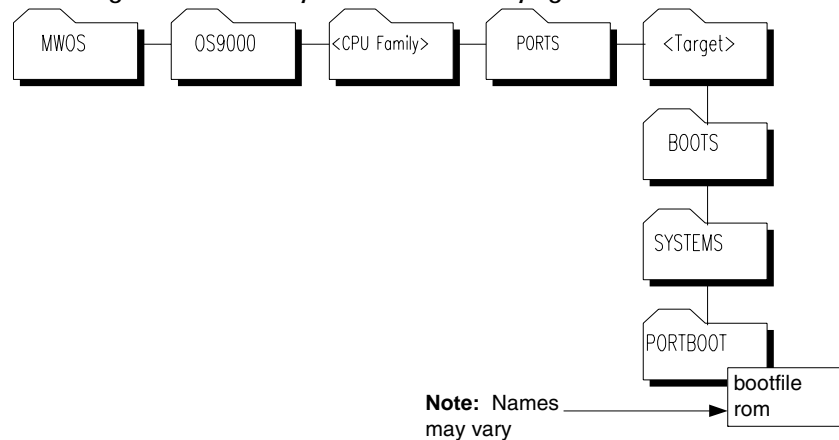 MWOS
OS9000
<CPU Family>
PORTS
<Target>
BOOTS
SYSTEMS
PORTBOOT
bootfile
rom
Note: Names
may vary